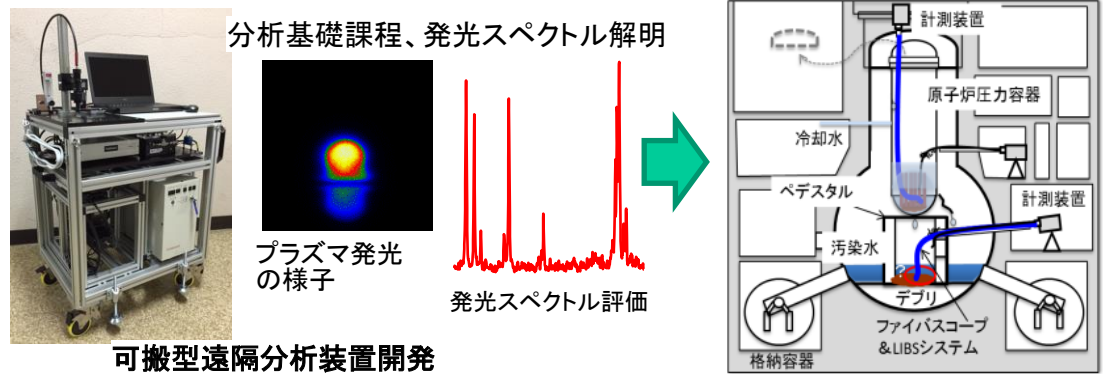 分析基礎課程、発光スペクトル解明
プラズマ発光
の様子
発光スペクトル評価
可搬型遠隔分析装置開発
計測装置
原子炉圧力容器
冷却水
ペデスタル
計測装置
汚染水
?
デブリ
ファイバスコープ
&LIBSシステム
格納容器